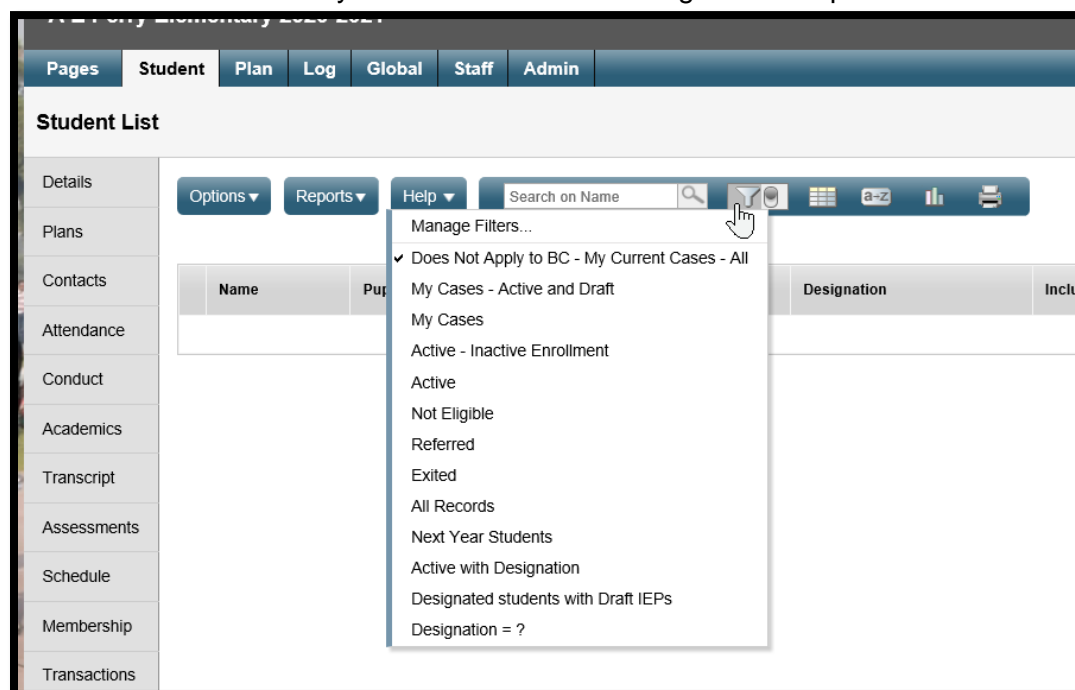 Pages Student Plan Log Global Staff Admin
Student List
Options Reports Help Search on Name a-z
Details
Plans
Contacts
Attendance
Conduct
Academics
Transcript
Assessments
Schedule
Membership
Transactions
Name Designation
Manage Filters...
Does Not Apply to BC - My Current Cases - All
My Cases - Active and Draft
My Cases
Active - Inactive Enrollment
Active
Not Eligible
Referred
Exited
All Records
Next Year Students
Active with Designation
Designated students with Draft IEPs
Designation = ?